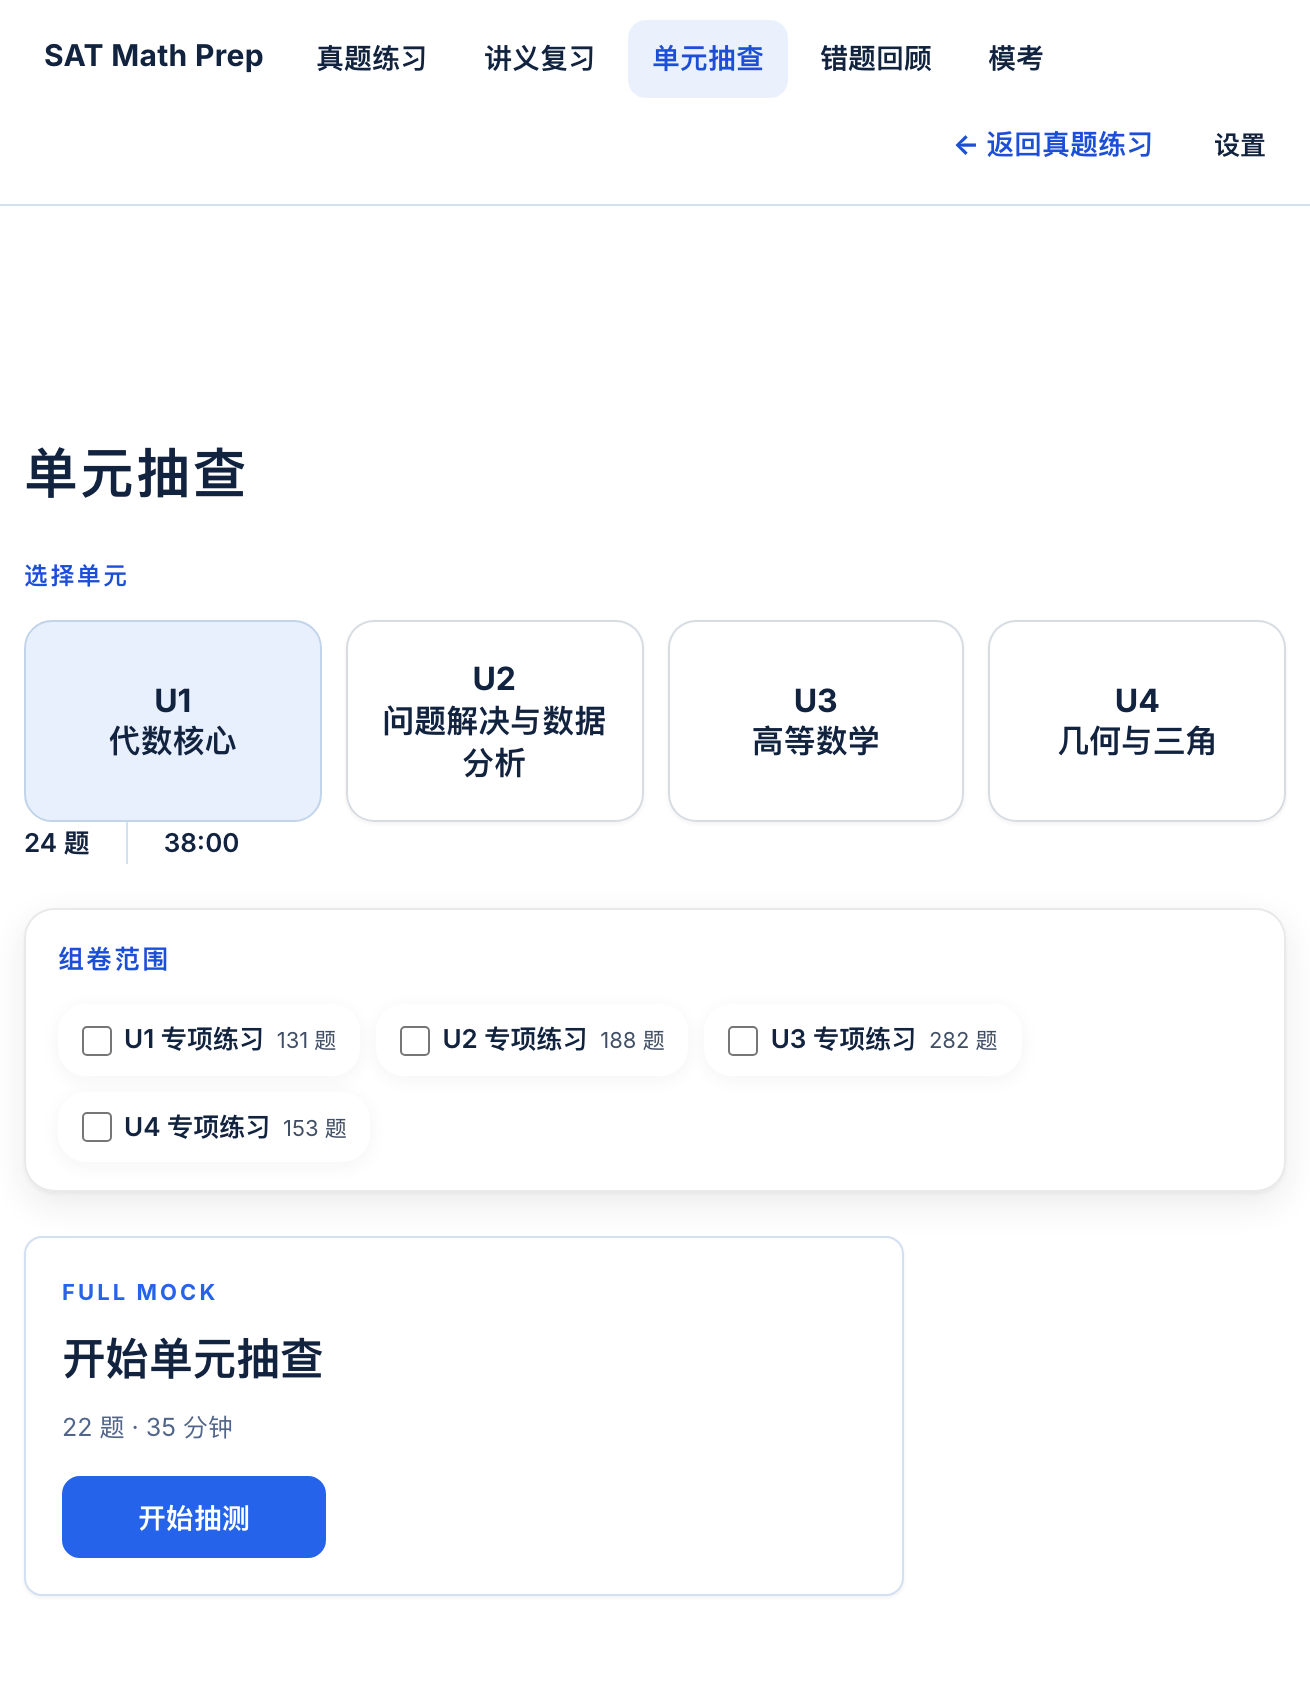 SAT Math Prep 真题练习 讲义复习 单元抽查 错题回顾 模考
← 返回真题练习 设置
单元抽查
选择单元
U1
代数核心
U2
问题解决与数据
分析
U3
高等数学
U4
几何与三角
24 题 38:00
组卷范围
U1 专项练习 131 题 U2 专项练习 188 题 U3 专项练习 282 题
U4 专项练习 153 题
FULL MOCK
开始单元抽查
22 题 · 35 分钟
开始抽测